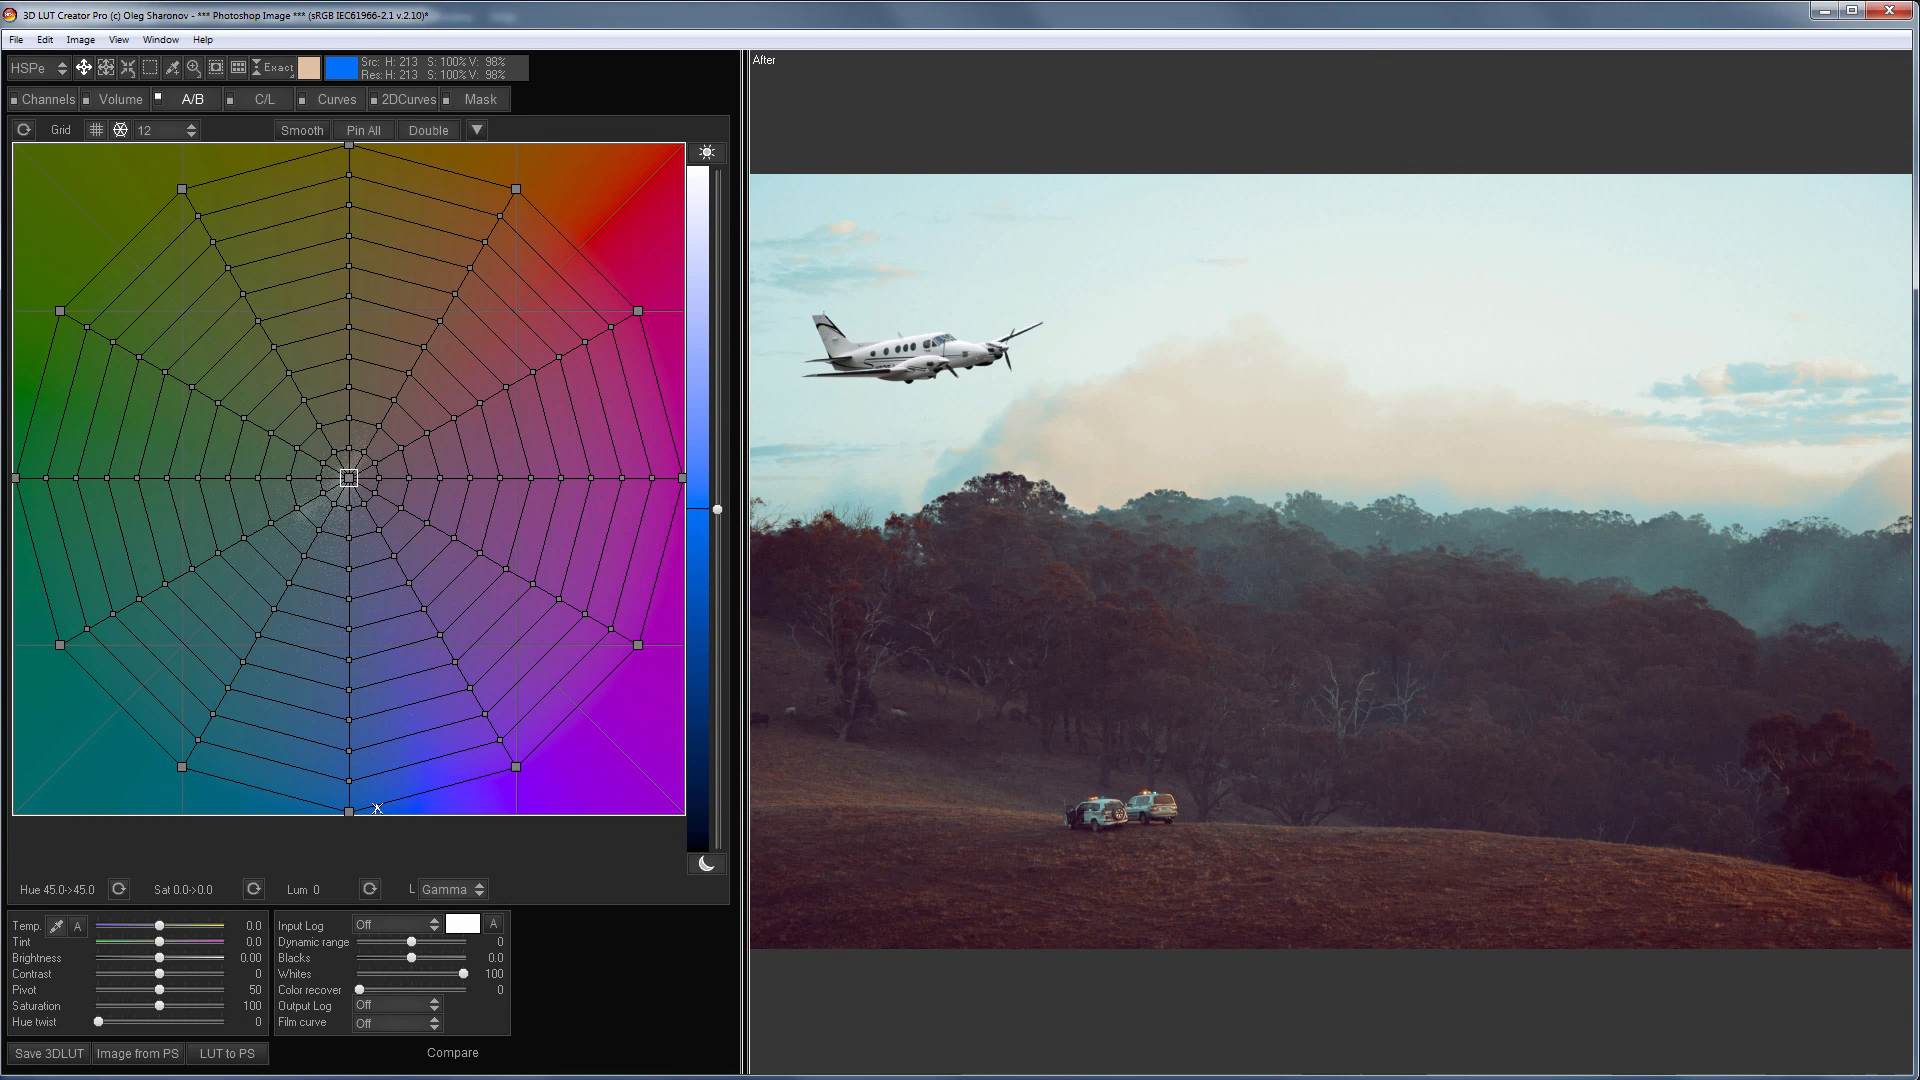 3D LUT Creator Pro (c) Oleg Sharonov - *** Photoshop Image *** (sRGB IEC61966-2.1 v.2.10)*
File Edit Image View Window Help
HSPe Exact Src: H: 213 S: 100% V: 98%
Res: H: 213 S: 100% V: 98%
After
Channels Volume A/B C/L Curves 2DCurves Mask
Grid 12 Smooth Pin All Double
Hue 45.0->45.0 Sat 0.0->0.0 Lum 0 L Gamma
Temp. A 0.0
Tint 0.0
Brightness 0.00
Contrast 0
Pivot 50
Saturation 100
Hue twist 0
Input Log Off A
Dynamic range 0
Blacks 0.0
Whites 100
Color recover 0
Output Log Off
Film curve Off
Save 3DLUT Image from PS LUT to PS Compare